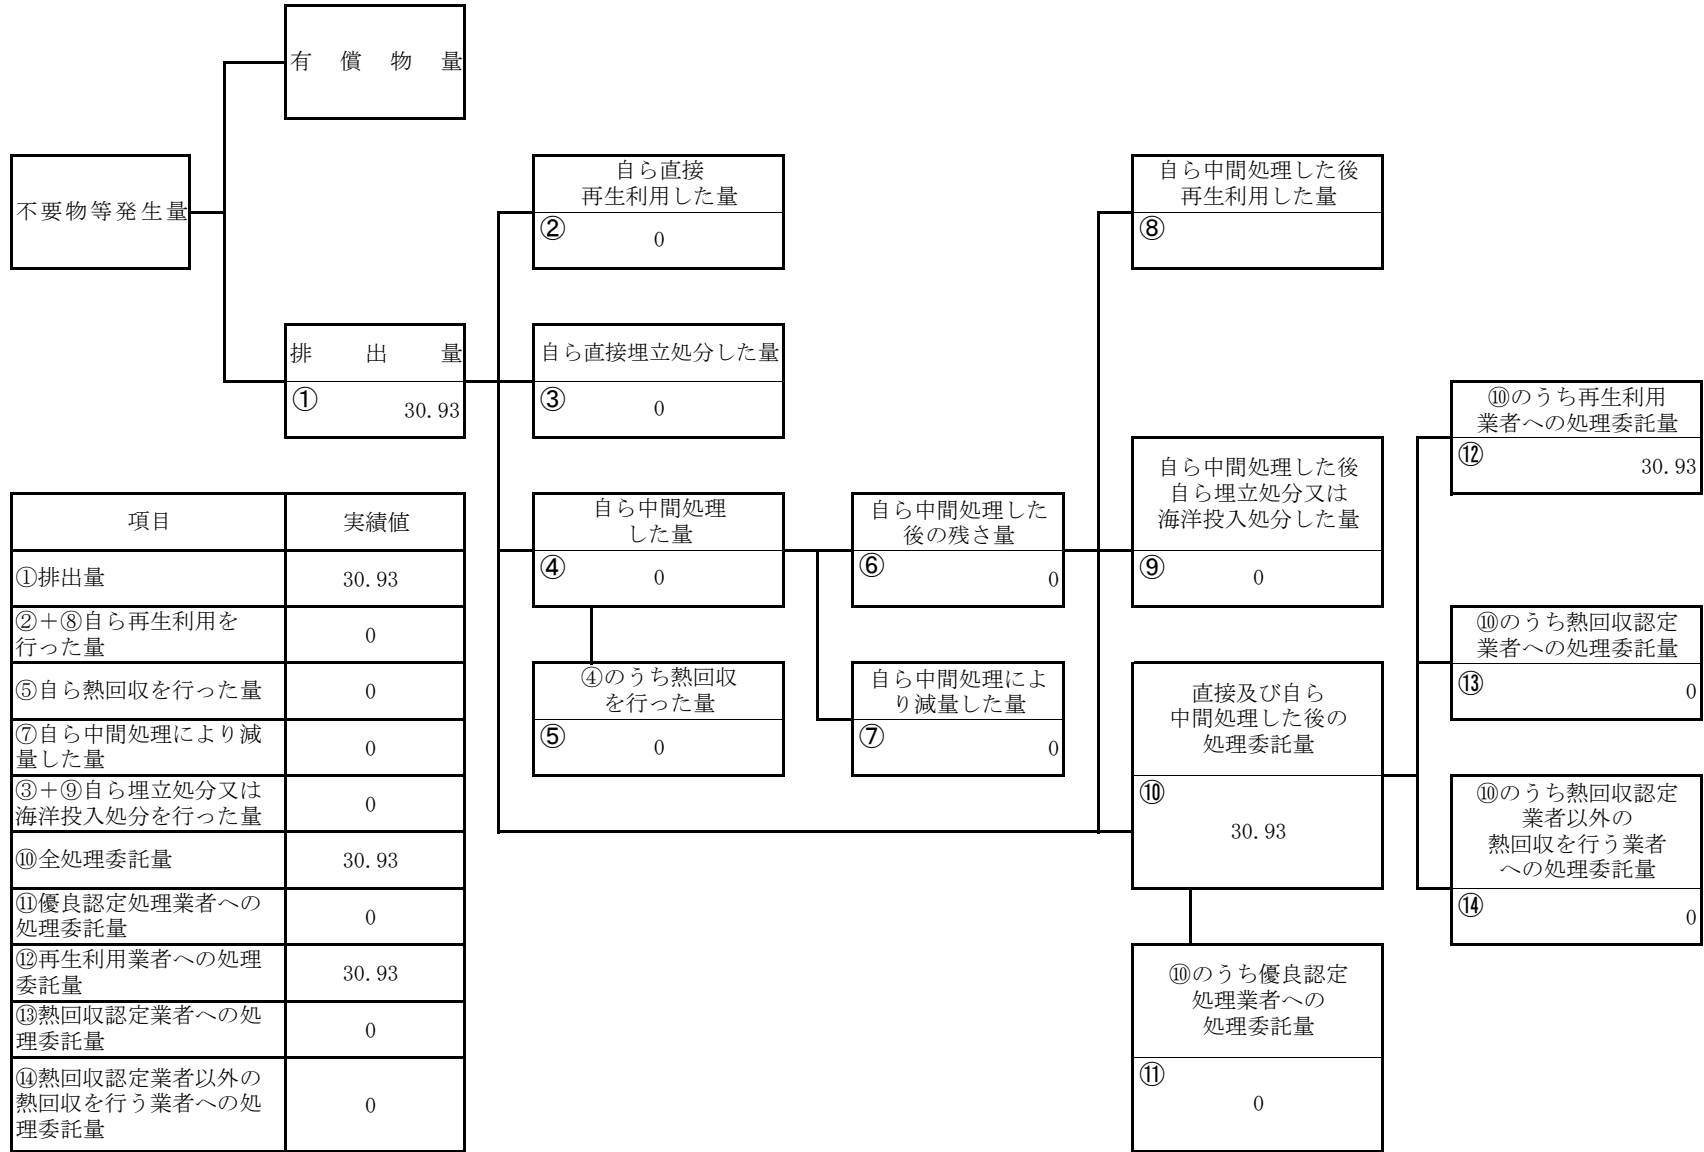 有償物量
不要物等発生量
自ら直接
再生利用した量
②
0
自ら中間処理した後
再生利用した量
⑧
排出量
①
30.93
自ら直接埋立処分した量
③
0
⑩のうち再生利用
業者への処理委託量
⑫
30.93
自ら中間処理した後
自ら埋立処分又は
海洋投入処分した量
⑨
0
自ら中間処理
した量
④
0
自ら中間処理した
後の残さ量
⑥
0
⑩のうち熱回収認定
業者への処理委託量
⑬
0
④のうち熱回収
を行った量
⑤
0
自ら中間処理によ
り減量した量
⑦
0
直接及び自ら
中間処理した後の
処理委託量
⑩
30.93
⑩のうち熱回収認定
業者以外の
熱回収を行う業者
への処理委託量
⑭
0
⑩のうち優良認定
処理業者への
処理委託量
⑪
0
項目 実績値
①排出量 30.93
②＋⑧自ら再生利用を
行った量
0
⑤自ら熱回収を行った量 0
⑦自ら中間処理により減
量した量
0
③＋⑨自ら埋立処分又は
海洋投入処分を行った量
0
⑩全処理委託量 30.93
⑪優良認定処理業者への
処理委託量
0
⑫再生利用業者への処理
委託量
30.93
⑬熱回収認定業者への処
理委託量
0
⑭熱回収認定業者以外の
熱回収を行う業者への処
理委託量
0